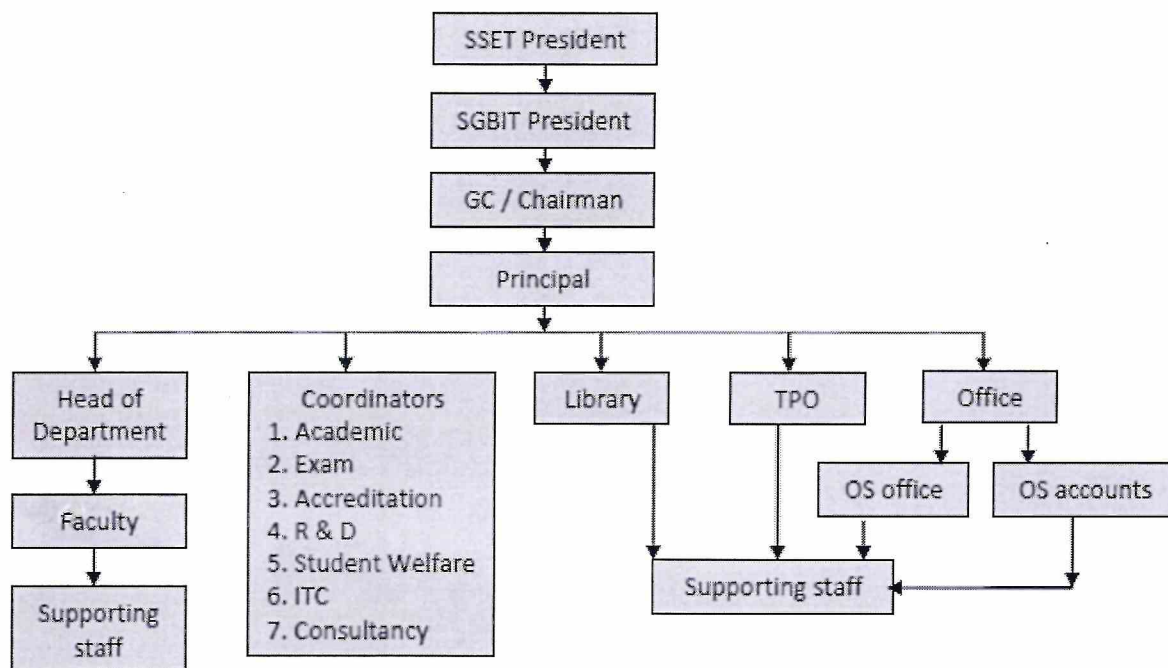 SSET President
SGBIT President
GC / Chairman
Principal
Head of
Department
Faculty
Supporting
staff
Coordinators
1. Academic
2. Exam
3. Accreditation
4. R & D
5. Student Welfare
6. ITC
7. Consultancy
Library
TPO
Office
OS office
OS accounts
Supporting staff